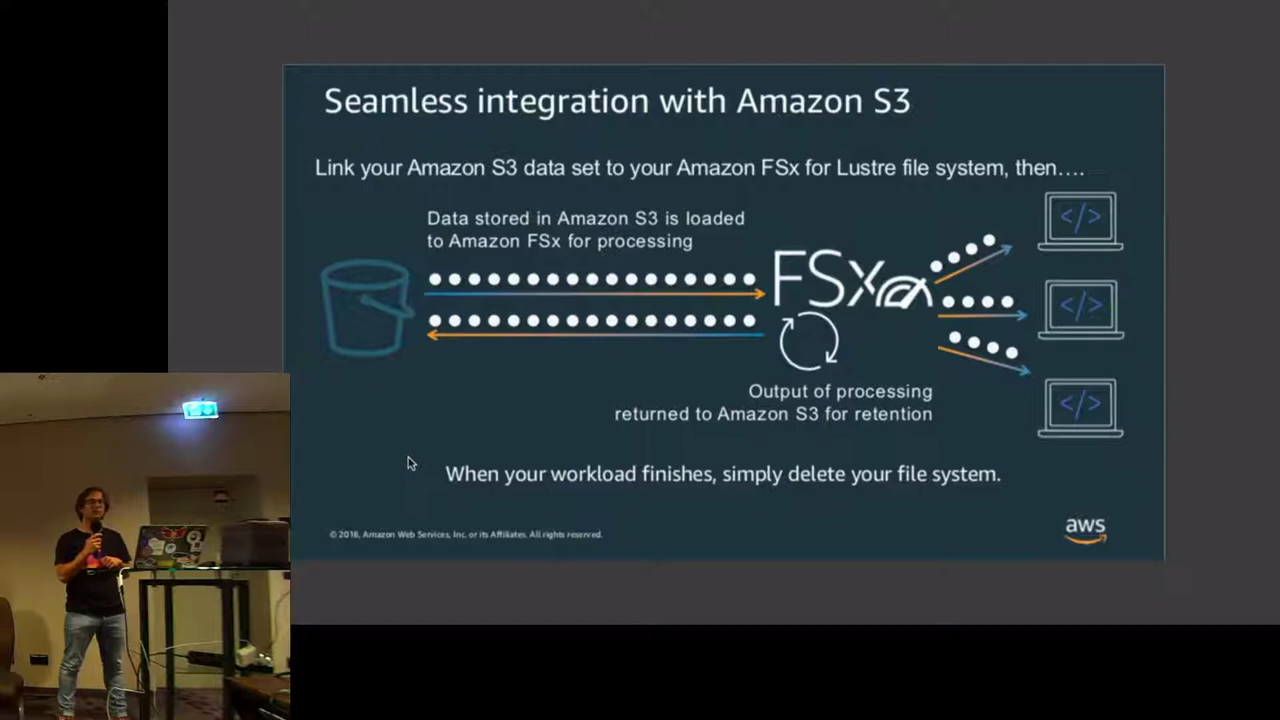 Seamless integration with Amazon S3
Link your Amazon S3 data set to your Amazon FSx for Lustre file system, then….
Data stored in Amazon S3 is loaded
to Amazon FSx for processing
FSx
</>
</>
</>
Output of processing
returned to Amazon S3 for retention
When your workload finishes, simply delete your file system.
© 2018, Amazon Web Services, Inc. or its Affiliates. All rights reserved.
aws